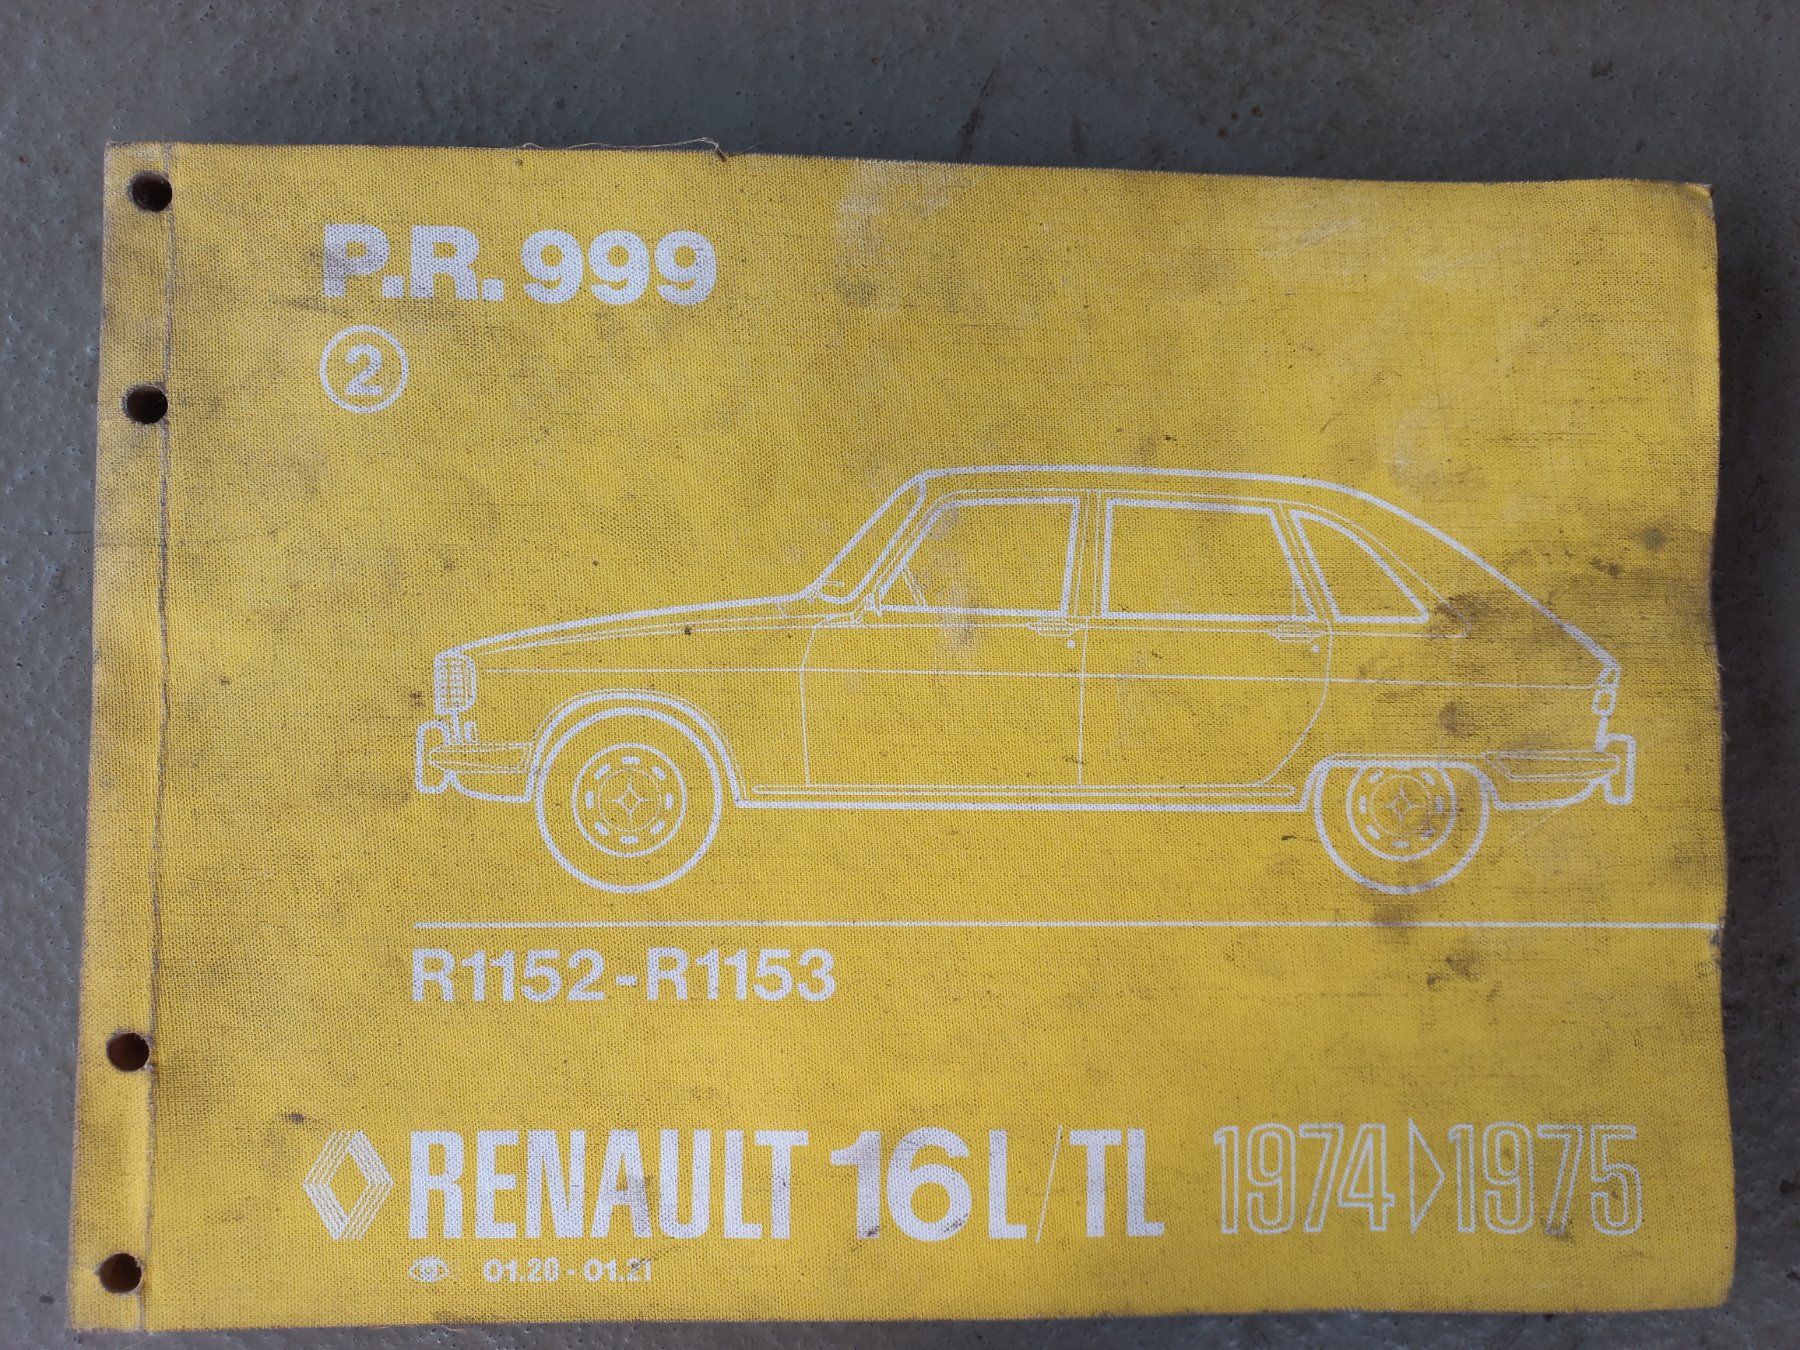 P.R. 999
2
R1152-R1153
RENAULT 16 L/TL 1974▷1975
01.20 - 01.21